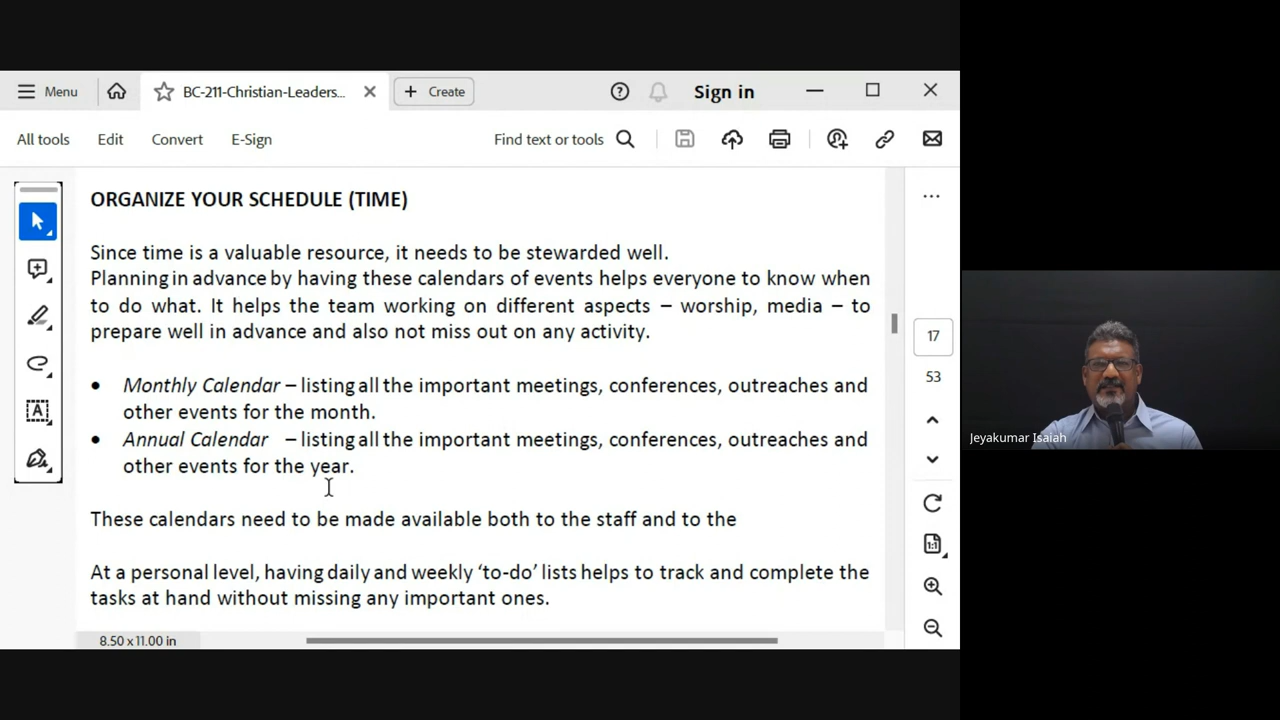 Menu
BC-211-Christian-Leaders...
Create
Sign in
All tools
Edit
Convert
E-Sign
Find text or tools
ORGANIZE YOUR SCHEDULE (TIME)
Since time is a valuable resource, it needs to be stewarded well.
Planning in advance by having these calendars of events helps everyone to know when
to do what. It helps the team working on different aspects – worship, media – to
prepare well in advance and also not miss out on any activity.
• Monthly Calendar – listing all the important meetings, conferences, outreaches and
other events for the month.
• Annual Calendar – listing all the important meetings, conferences, outreaches and
other events for the year.
These calendars need to be made available both to the staff and to the
At a personal level, having daily and weekly ‘to-do’ lists helps to track and complete the
tasks at hand without missing any important ones.
8.50 x 11.00 in
17
53
1:1
Jeyakumar Isaiah